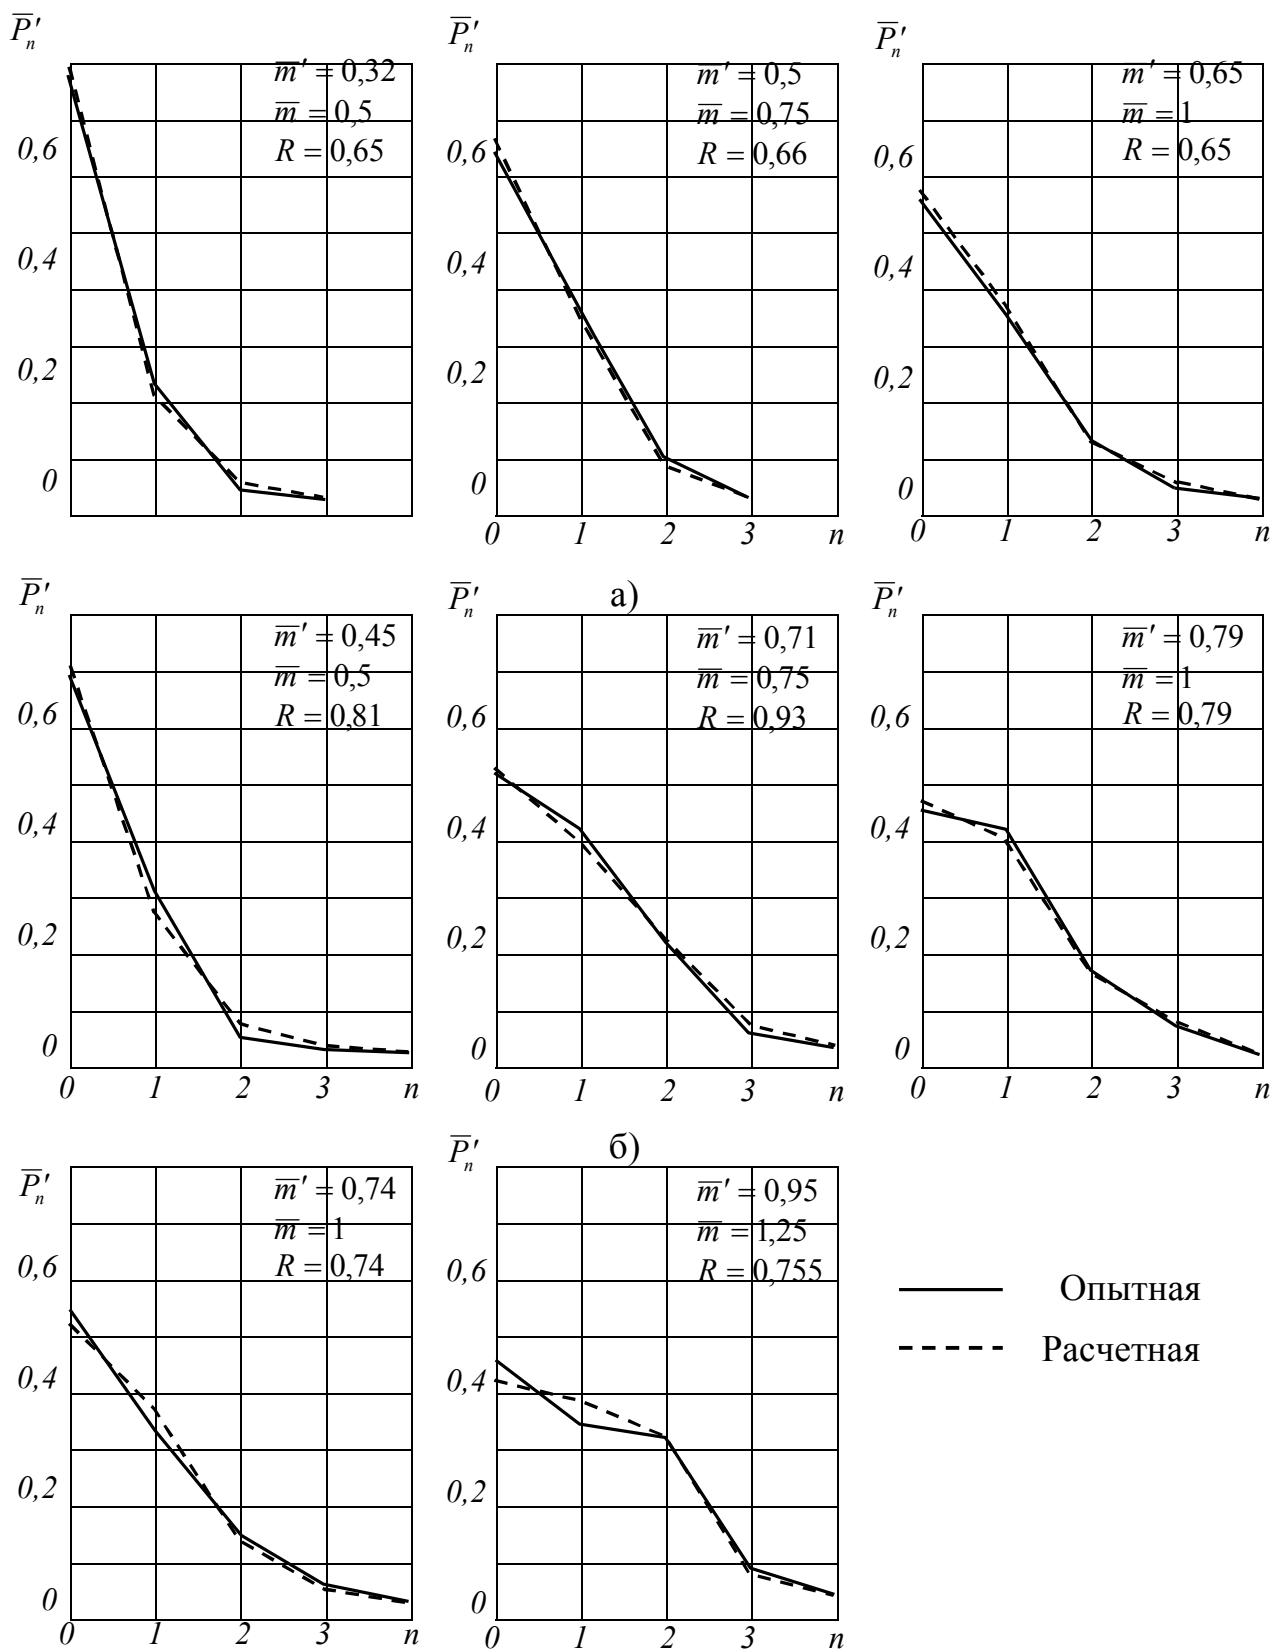 P̅ₙ′
m̅′ = 0,32
m̅ = 0,5
R = 0,65
0,6
0,4
0,2
0
P̅ₙ′
m′ = 0,5
m̅ = 0,75
R = 0,66
0,6
0,4
0,2
0
0 1 2 3 n
P̅ₙ′
m′ = 0,65
m̅ = 1
R = 0,65
0,6
0,4
0,2
0
0 1 2 3 n
а)
P̅ₙ′
m̅′ = 0,45
m̅ = 0,5
R = 0,81
0,6
0,4
0,2
0
0 1 2 3 n
P̅ₙ′
m̅′ = 0,71
m̅ = 0,75
R = 0,93
0,6
0,4
0,2
0
0 1 2 3 n
P̅ₙ′
m̅′ = 0,79
m̅ = 1
R = 0,79
0,6
0,4
0,2
0
0 1 2 3 n
б)
P̅ₙ′
m̅′ = 0,74
m̅ = 1
R = 0,74
0,6
0,4
0,2
0
0 1 2 3 n
P̅ₙ′
m̅′ = 0,95
m̅ = 1,25
R = 0,755
0,6
0,4
0,2
0
0 1 2 3 n
Опытная
Расчетная